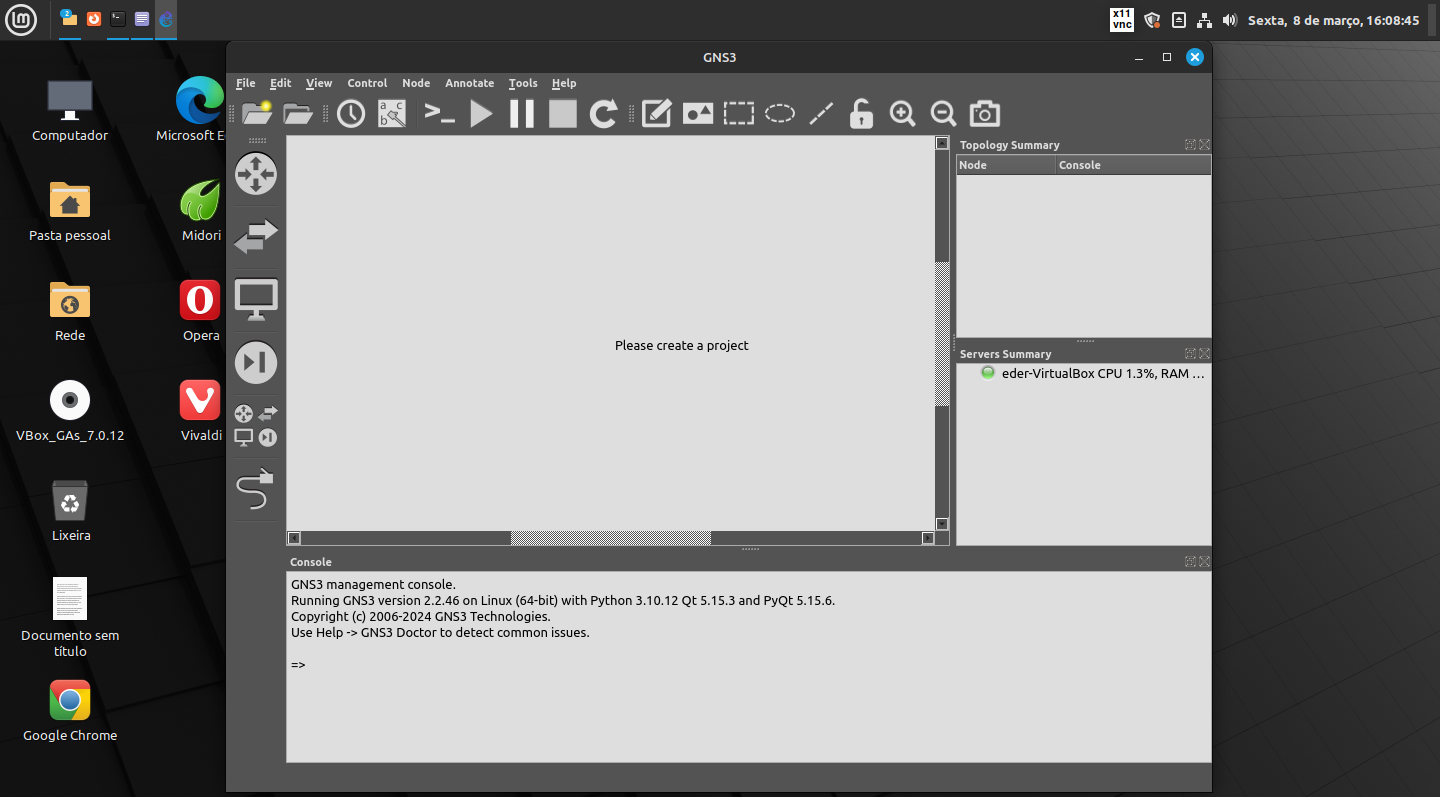 2
x11
vnc
Sexta, 8 de março, 16:08:45
Computador
Microsoft E
Pasta pessoal
Midori
Rede
Opera
VBox_GAs_7.0.12
Vivaldi
Lixeira
Documento sem
título
Google Chrome
GNS3
File Edit View Control Node Annotate Tools Help
a c
b
Please create a project
Topology Summary
Node Console
Servers Summary
eder-VirtualBox CPU 1.3%, RAM ...
Console
GNS3 management console.
Running GNS3 version 2.2.46 on Linux (64-bit) with Python 3.10.12 Qt 5.15.3 and PyQt 5.15.6.
Copyright (c) 2006-2024 GNS3 Technologies.
Use Help -> GNS3 Doctor to detect common issues.
=>